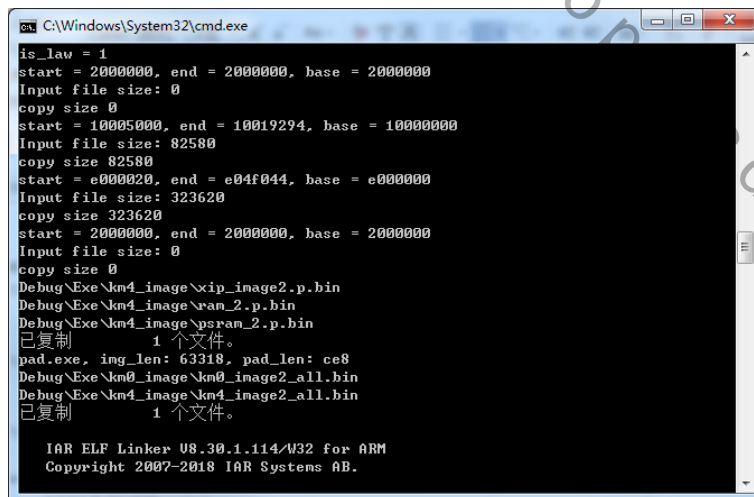 C:\Windows\System32\cmd.exe
is_law = 1
start = 2000000, end = 2000000, base = 2000000
Input file size: 0
copy size 0
start = 10005000, end = 10019294, base = 10000000
Input file size: 82580
copy size 82580
start = e000020, end = e04f044, base = e000000
Input file size: 323620
copy size 323620
start = 2000000, end = 2000000, base = 2000000
Input file size: 0
copy size 0
Debug\Exe\km4_image\xip_image2.p.bin
Debug\Exe\km4_image\ram_2.p.bin
Debug\Exe\km4_image\psram_2.p.bin
已复制         1 个文件。
pad.exe, img_len: 63318, pad_len: ce8
Debug\Exe\km0_image\km0_image2_all.bin
Debug\Exe\km4_image\km4_image2_all.bin
已复制         1 个文件。
IAR ELF Linker V8.30.1.114/W32 for ARM
Copyright 2007-2018 IAR Systems AB.